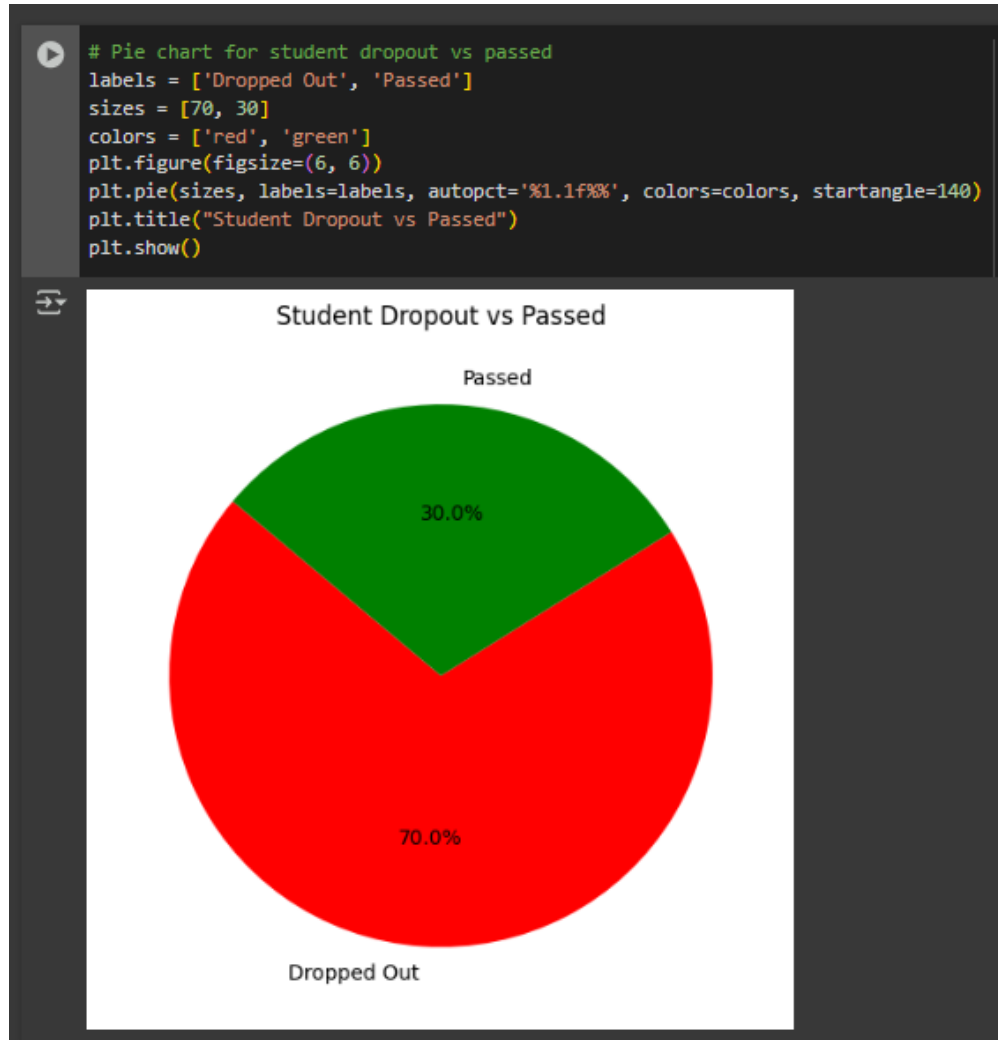 # Pie chart for student dropout vs passed
labels = ['Dropped Out', 'Passed']
sizes = [70, 30]
colors = ['red', 'green']
plt.figure(figsize=(6, 6))
plt.pie(sizes, labels=labels, autopct='%1.1f%%', colors=colors, startangle=140)
plt.title("Student Dropout vs Passed")
plt.show()
Student Dropout vs Passed
Passed
30.0%
70.0%
Dropped Out